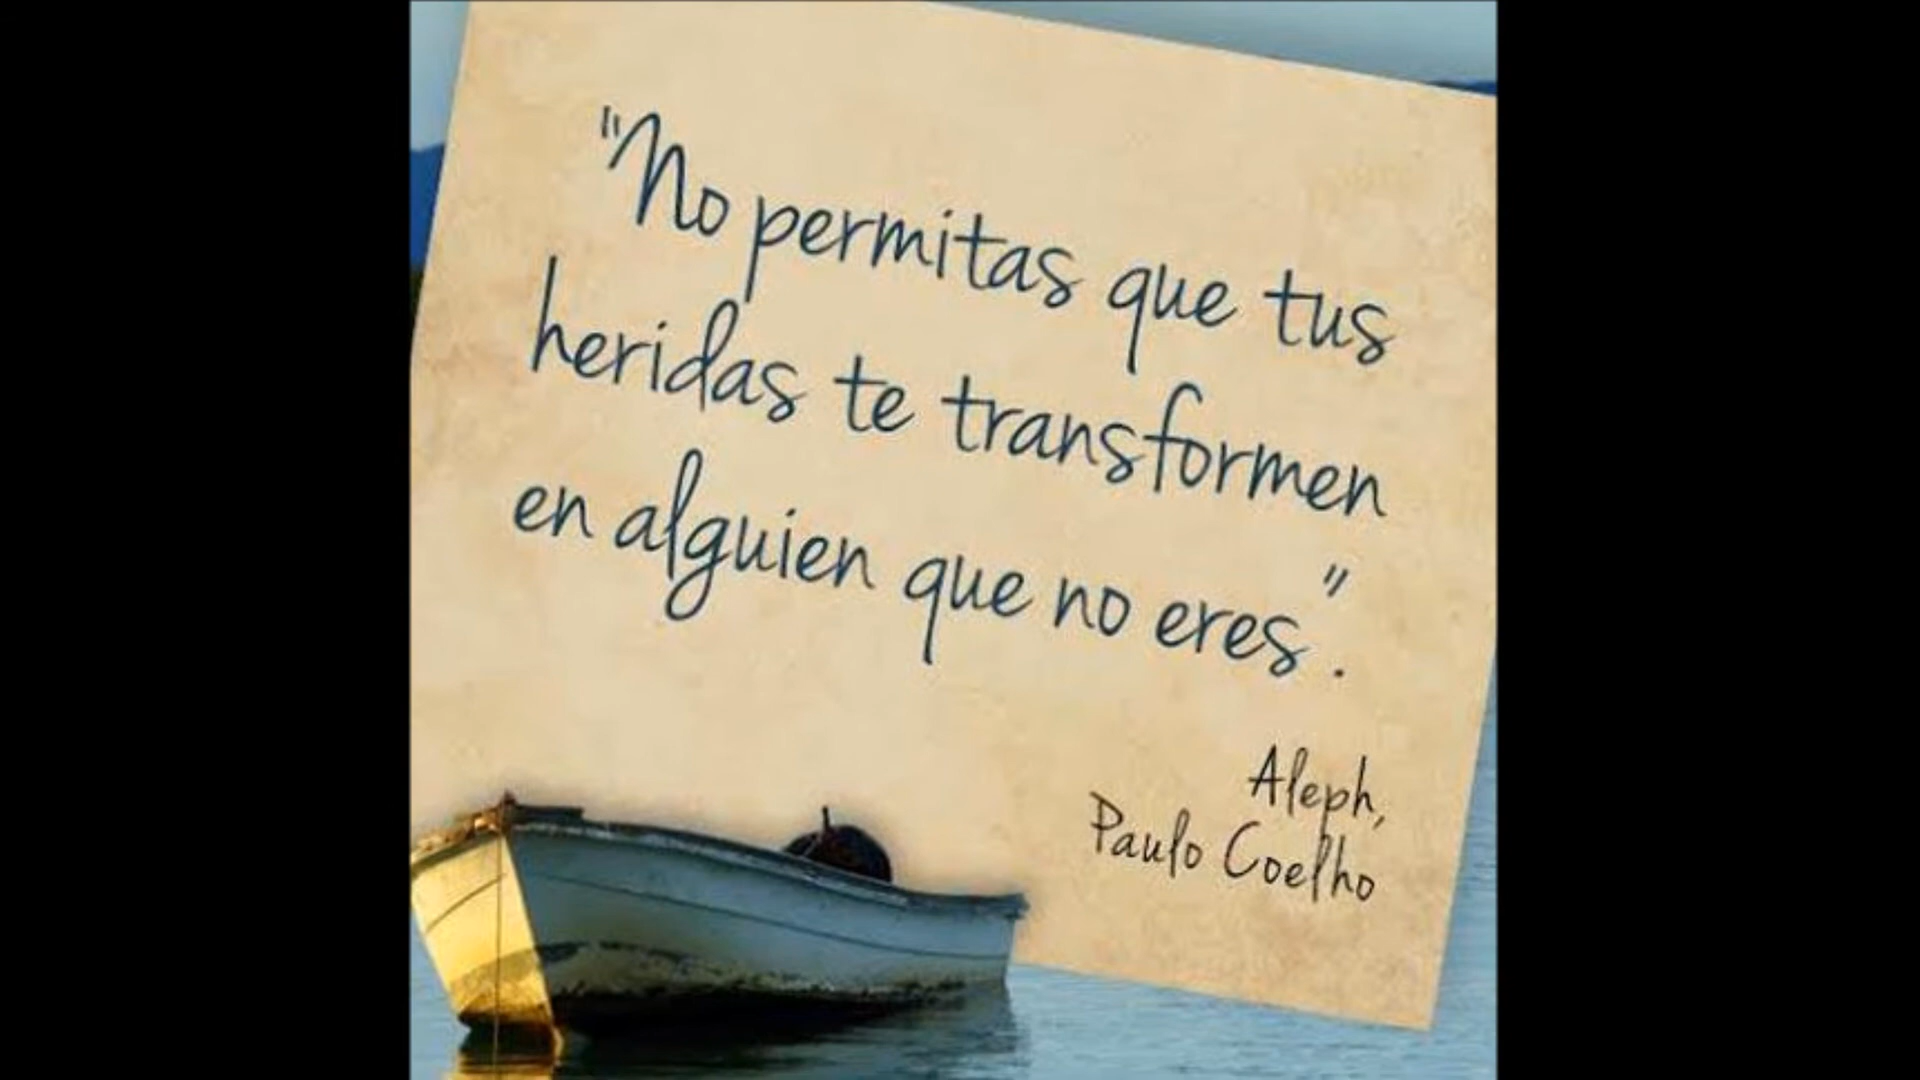 "No permitas que tus
heridas te transformen
en alguien que no eres".
Aleph,
Paulo Coelho